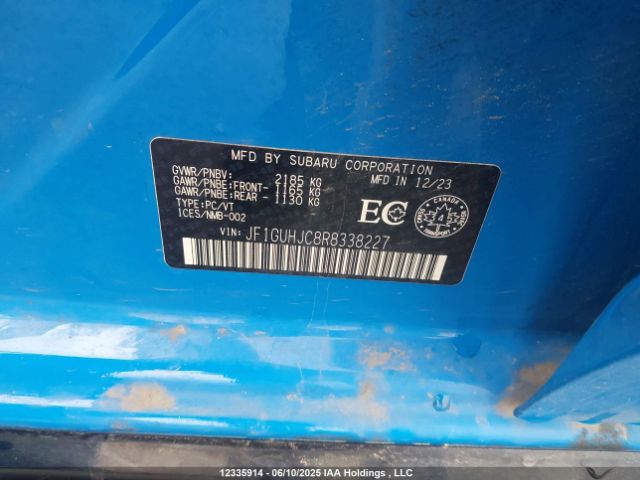 MFD BY SUBARU CORPORATION
GVWR/PNBV: 2185 KG MFD IN 12/23
GAWR/PNBE:FRONT- 1165 KG
GAWR/PNBE:REAR - 1130 KG
TYPE:PC/VT
ICES/NMB-002
EC
CANADA
4
VIN: JF1GUHJC8R8338227
12335914 - 06/10/2025 IAA Holdings , LLC